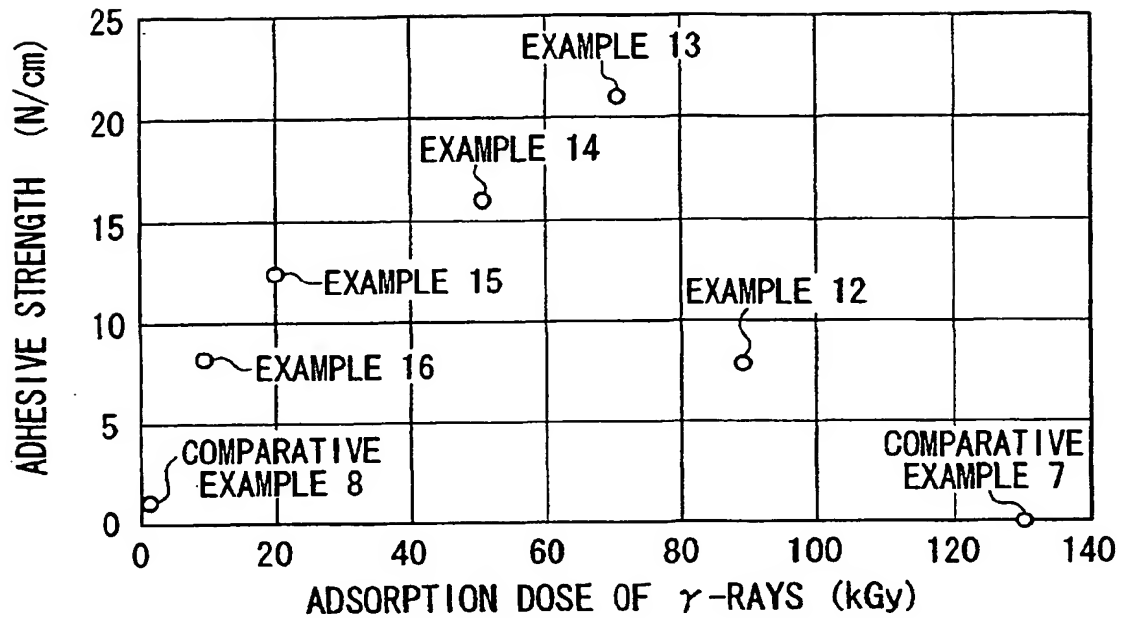 ADHESIVE STRENGTH (N/cm)
25
20
15
10
5
0
EXAMPLE 13
EXAMPLE 14
EXAMPLE 15
EXAMPLE 12
EXAMPLE 16
COMPARATIVE
EXAMPLE 8
COMPARATIVE
EXAMPLE 7
0 20 40 60 80 100 120 140
ADSORPTION DOSE OF γ-RAYS (kGy)